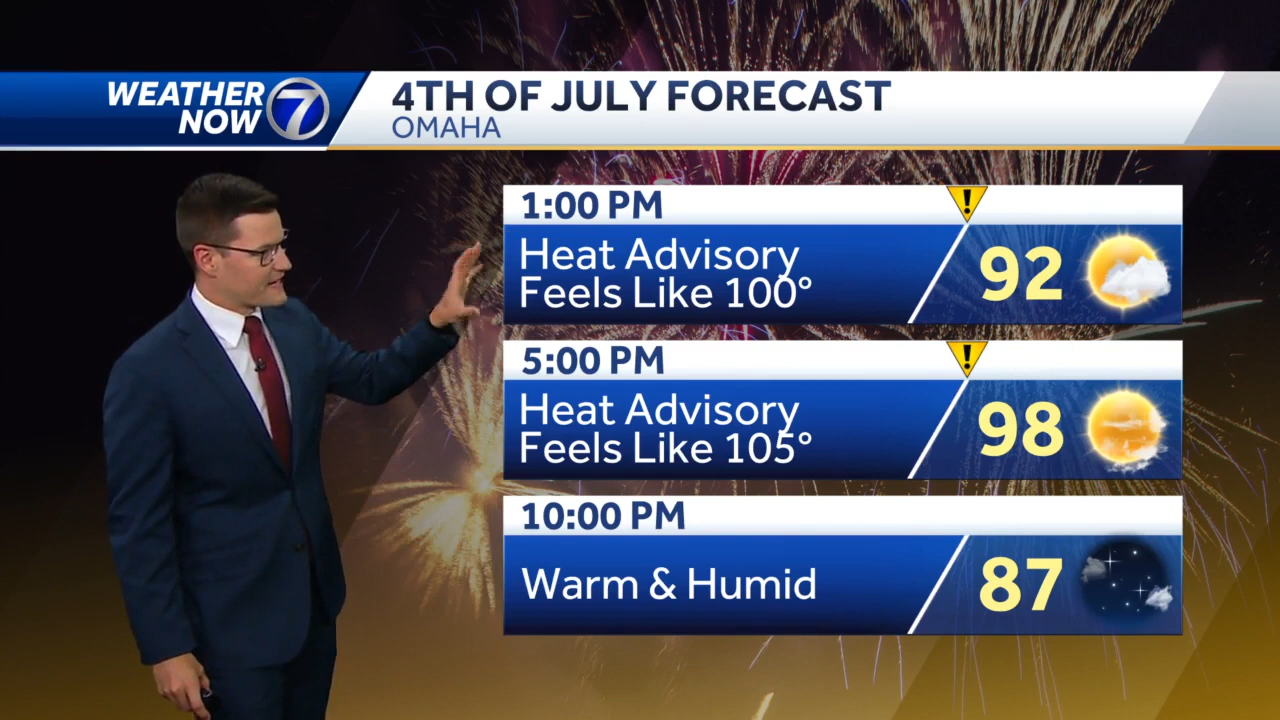 WEATHER
NOW 7
4TH OF JULY FORECAST
OMAHA
1:00 PM
!
Heat Advisory
Feels Like 100°
92
5:00 PM
!
Heat Advisory
Feels Like 105°
98
10:00 PM
Warm & Humid
87